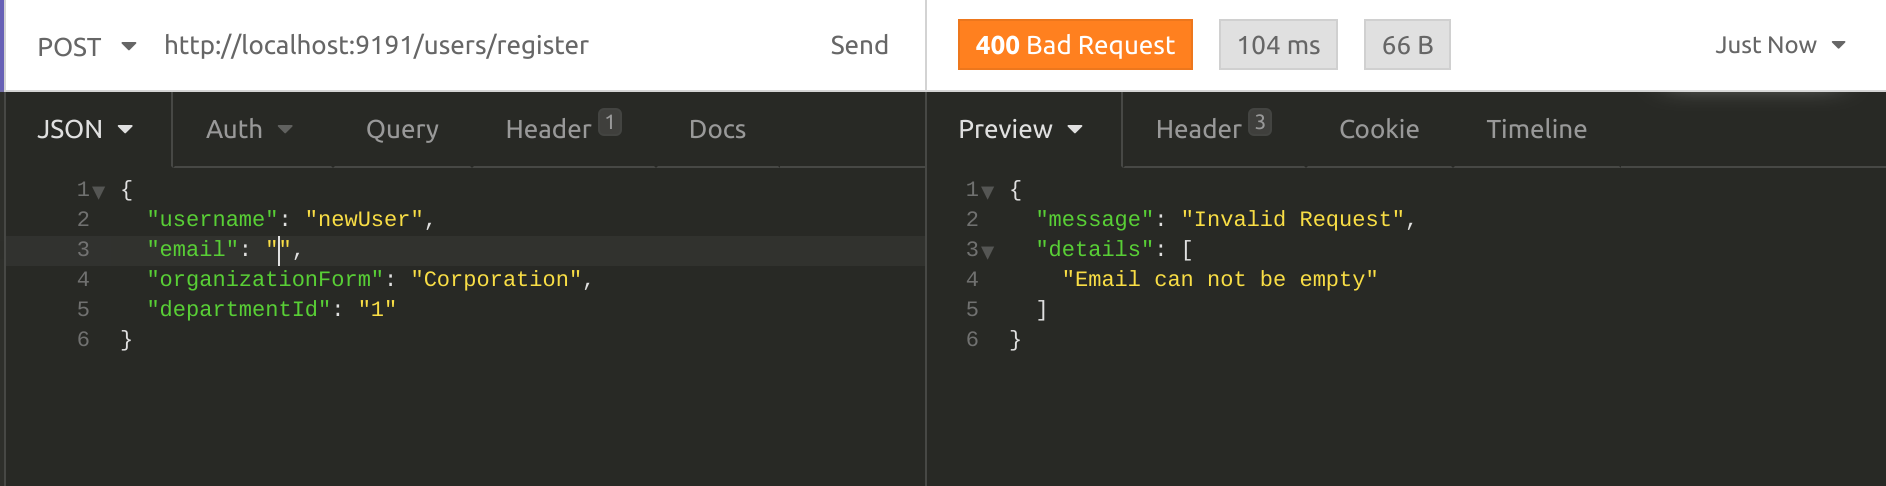 POST http://localhost:9191/users/register Send
400 Bad Request 104 ms 66 B Just Now
JSON Auth Query Header 1 Docs
Preview Header 3 Cookie Timeline
1 {
2 "username": "newUser",
3 "email": "",
4 "organizationForm": "Corporation",
5 "departmentId": "1"
6 }
1 {
2 "message": "Invalid Request",
3 "details": [
4 "Email can not be empty"
5 ]
6 }